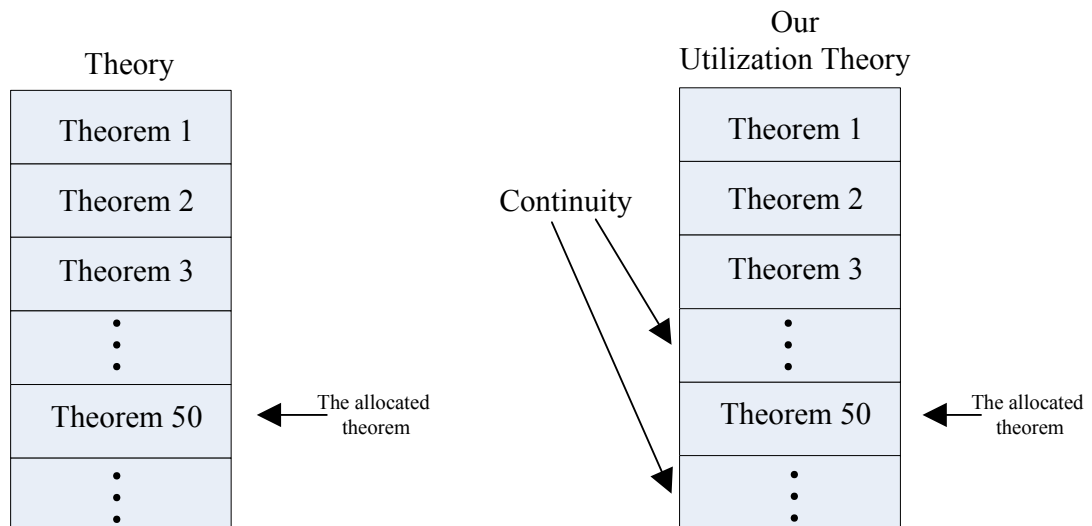 Theory
Theorem 1
Theorem 2
Theorem 3
Theorem 50
The allocated
theorem
Our
Utilization Theory
Continuity
Theorem 1
Theorem 2
Theorem 3
Theorem 50
The allocated
theorem